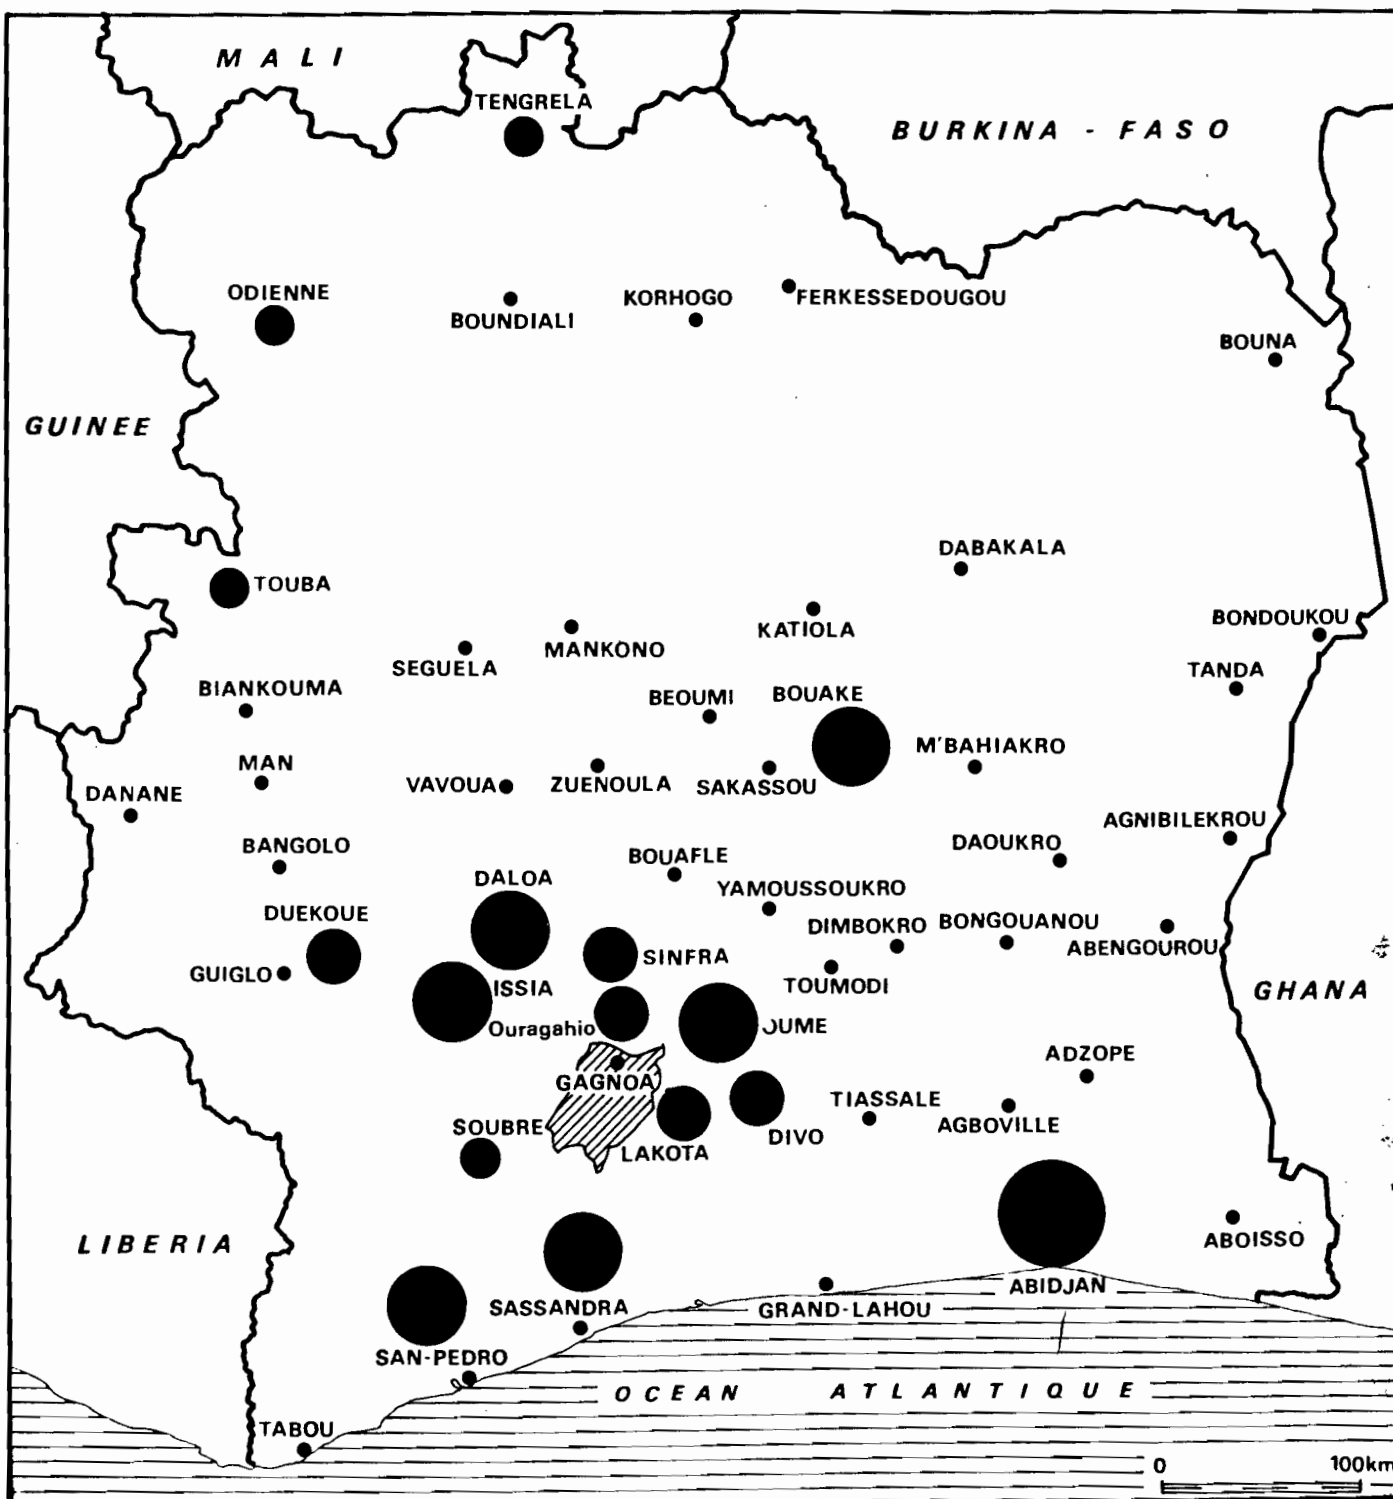 MALI
TENGRELA
BURKINA - FASO
ODIENNE
BOUNDIALI
KORHOGO
FERKESSEDOUGOU
BOUNA
GUINEE
DABAKALA
TOUBA
KATIOLA
BONDOUKOU
MANKONO
SEGUELA
TANDA
BIANKOUMA
BEOUMI
BOUAKE
M'BAHIAKRO
MAN
VAVOUA
ZUENOULA
SAKASSOU
DANANE
AGNIBILEKROU
BANGOLO
BOUAFLE
DAOUKRO
DALOA
YAMOUSSOUKRO
DUEKOUE
DIMBOKRO
BONGOUANOU
ABENGOUROU
SINFRA
GUIGLO
ISSIA
TOUMODI
GHANA
Ouragahio
OUME
ADZOPE
GAGNOA
TIASSALE
AGBOVILLE
SOUBRE
DIVO
LAKOTA
LIBERIA
ABOISSO
ABIDJAN
SASSANDRA
GRAND-LAHOU
SAN-PEDRO
OCEAN ATLANTIQUE
TABOU
0 100km